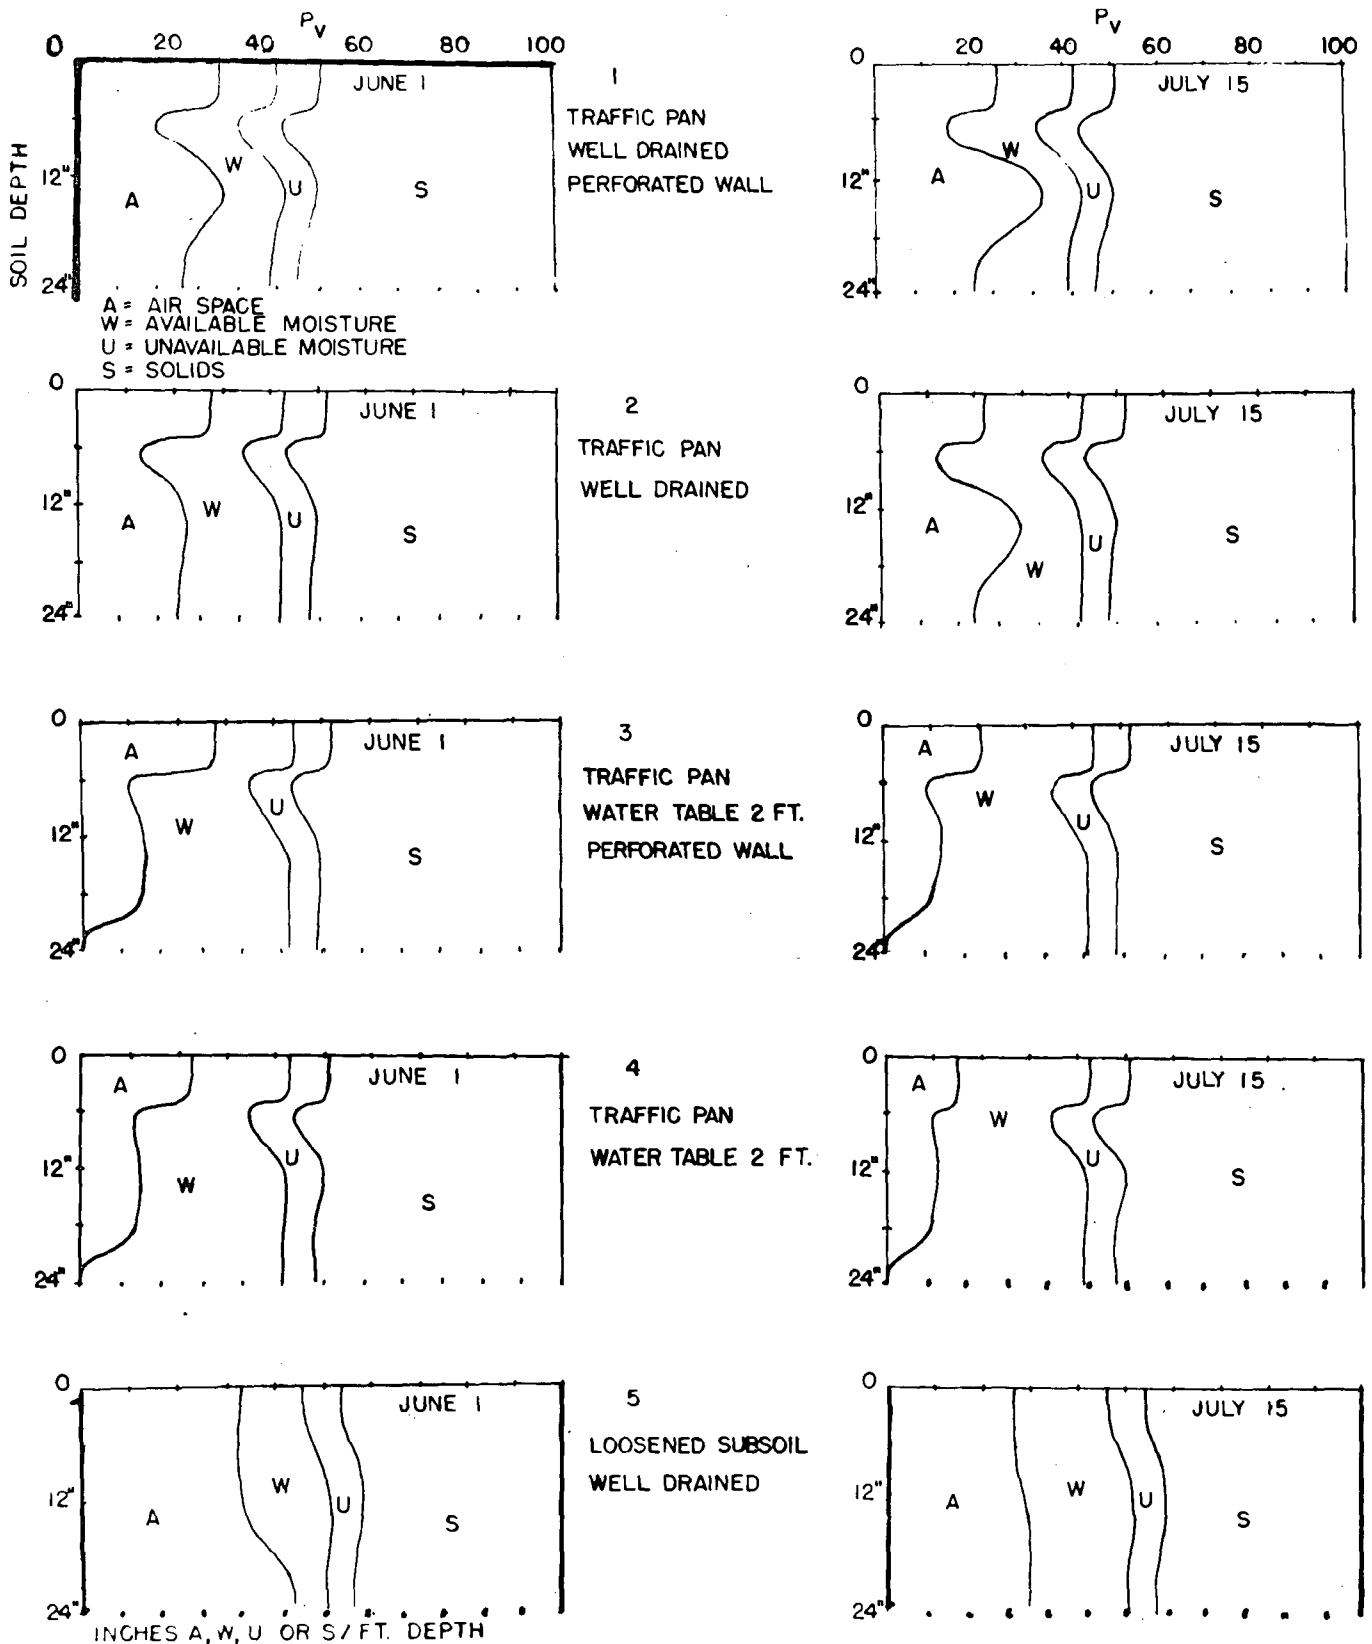 Pv
0 20 40 60 80 100
JUNE 1
SOIL DEPTH
12"
24"
A W U S
1
TRAFFIC PAN
WELL DRAINED
PERFORATED WALL
Pv
0 20 40 60 80 100
JULY 15
12"
24"
A W U S
A = AIR SPACE
W = AVAILABLE MOISTURE
U = UNAVAILABLE MOISTURE
S = SOLIDS
0
JUNE 1
12"
24"
A W U S
2
TRAFFIC PAN
WELL DRAINED
0
JULY 15
12"
24"
A W U S
0
JUNE 1
12"
24"
A W U S
3
TRAFFIC PAN
WATER TABLE 2 FT.
PERFORATED WALL
0
JULY 15
12"
24"
A W U S
0
JUNE 1
12"
24"
A W U S
4
TRAFFIC PAN
WATER TABLE 2 FT.
0
JULY 15
12"
24"
A W U S
0
JUNE 1
12"
24"
A W U S
5
LOOSENED SUBSOIL
WELL DRAINED
0
JULY 15
12"
24"
A W U S
INCHES A, W, U OR S / FT. DEPTH